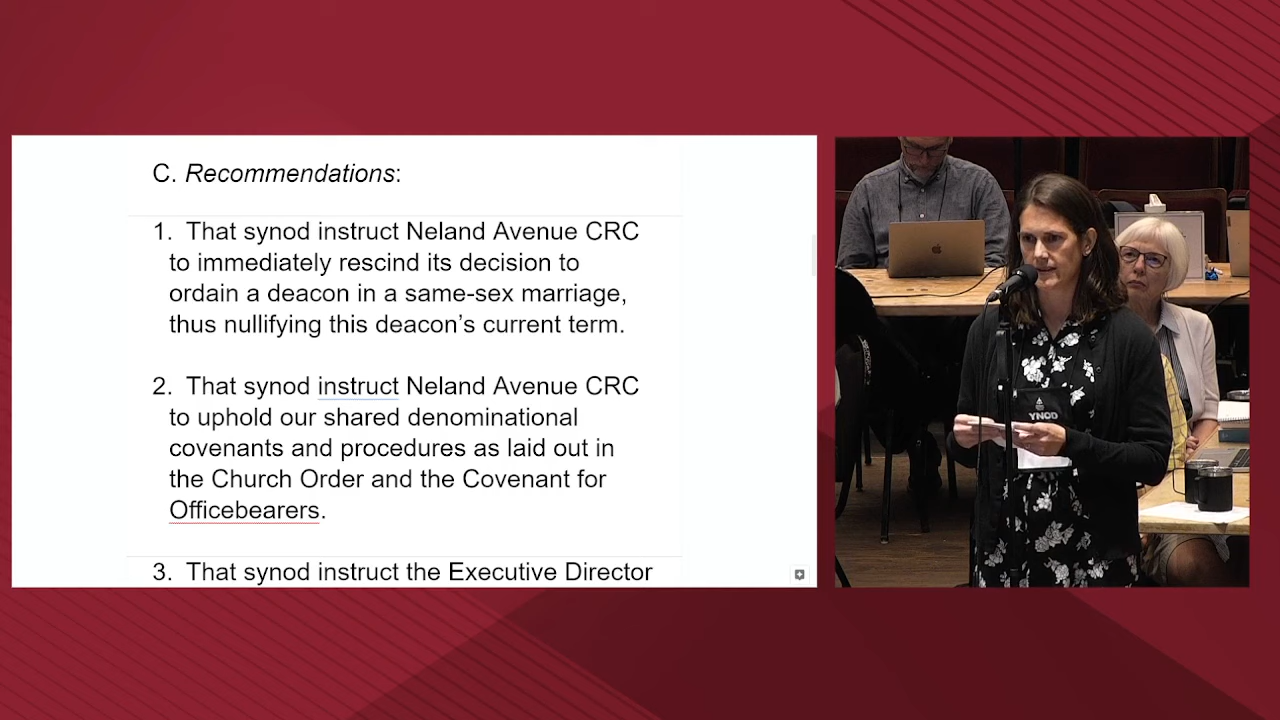 C. Recommendations:
1. That synod instruct Neland Avenue CRC
to immediately rescind its decision to
ordain a deacon in a same-sex marriage,
thus nullifying this deacon’s current term.
2. That synod instruct Neland Avenue CRC
to uphold our shared denominational
covenants and procedures as laid out in
the Church Order and the Covenant for
Officebearers.
3. That synod instruct the Executive Director
YNOD